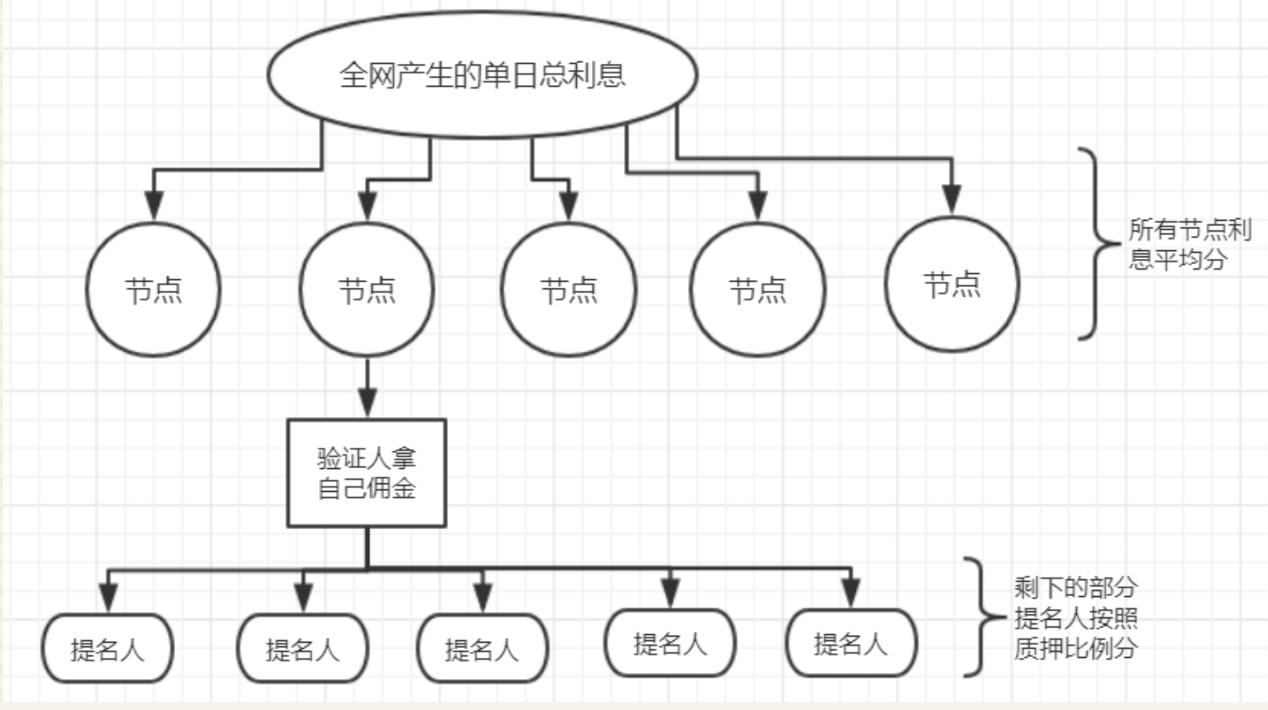 全网产生的单日总利息
节点
节点
节点
节点
节点
所有节点利
息平均分
验证人拿
自己佣金
提名人
提名人
提名人
提名人
提名人
剩下的部分
提名人按照
质押比例分